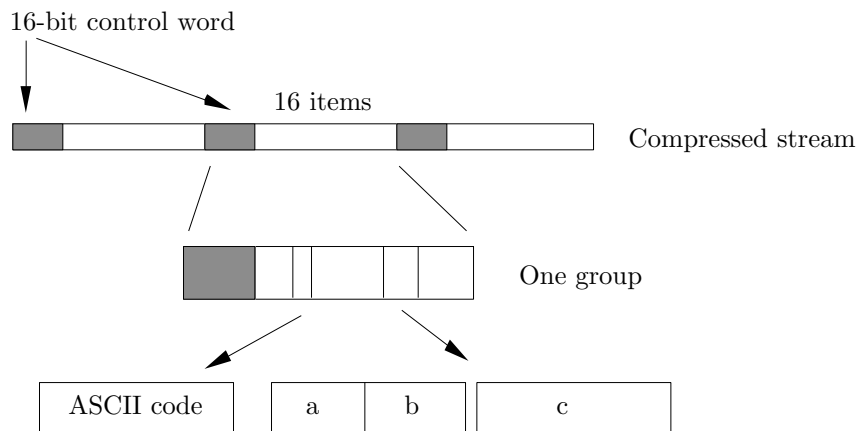 16-bit control word
16 items
Compressed stream
One group
ASCII code
a
b
c